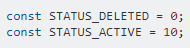 const STATUS_DELETED = 0;
const STATUS_ACTIVE = 10;